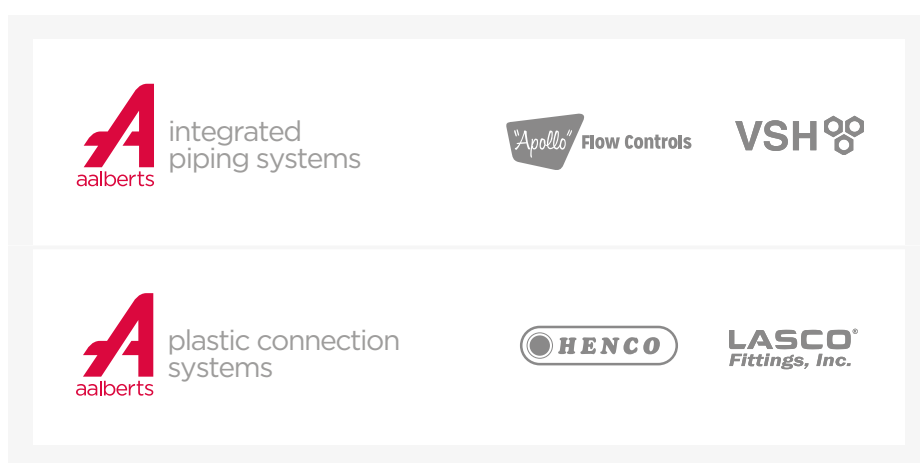 aalberts
integrated
piping systems
"Apollo" Flow Controls
VSH
aalberts
plastic connection
systems
HENCO
LASCO®
Fittings, Inc.